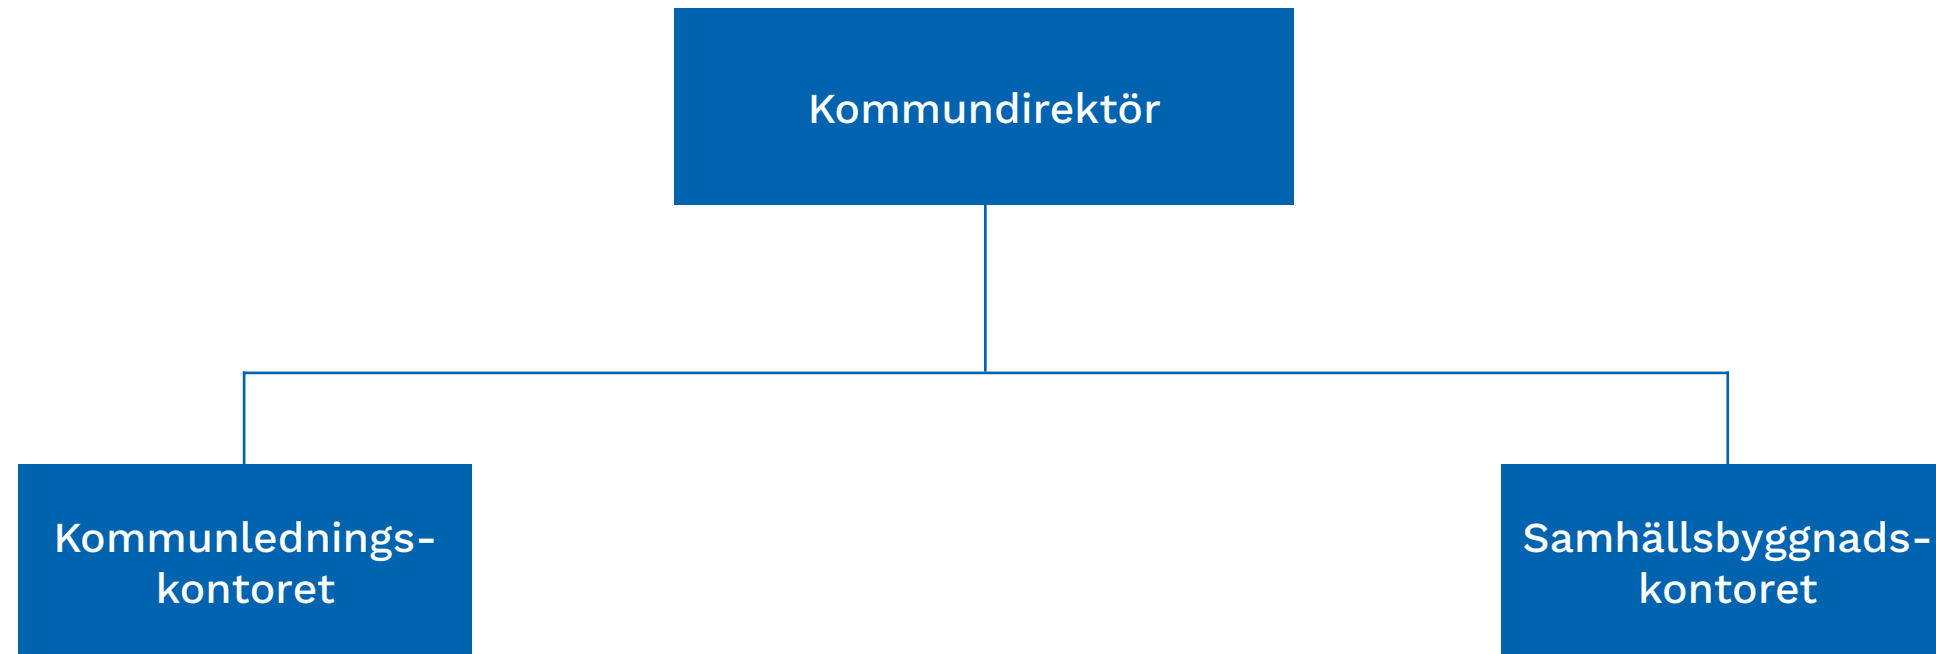 Kommundirektör
Kommunlednings-
kontoret
Samhällsbyggnads-
kontoret